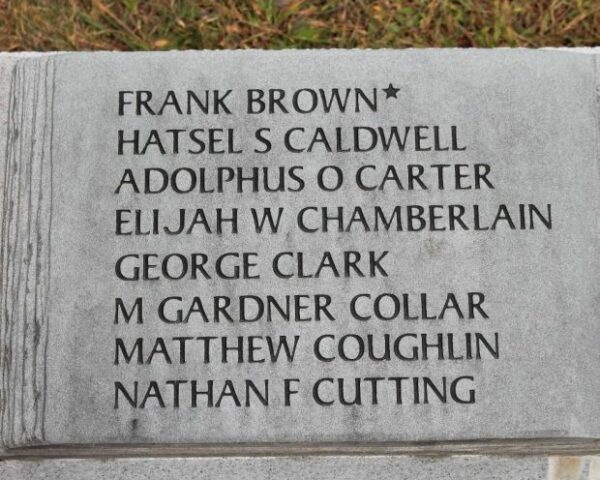 FRANK BROWN★
HATSEL S CALDWELL
ADOLPHUS O CARTER
ELIJAH W CHAMBERLAIN
GEORGE CLARK
M GARDNER COLLAR
MATTHEW COUGHLIN
NATHAN F CUTTING